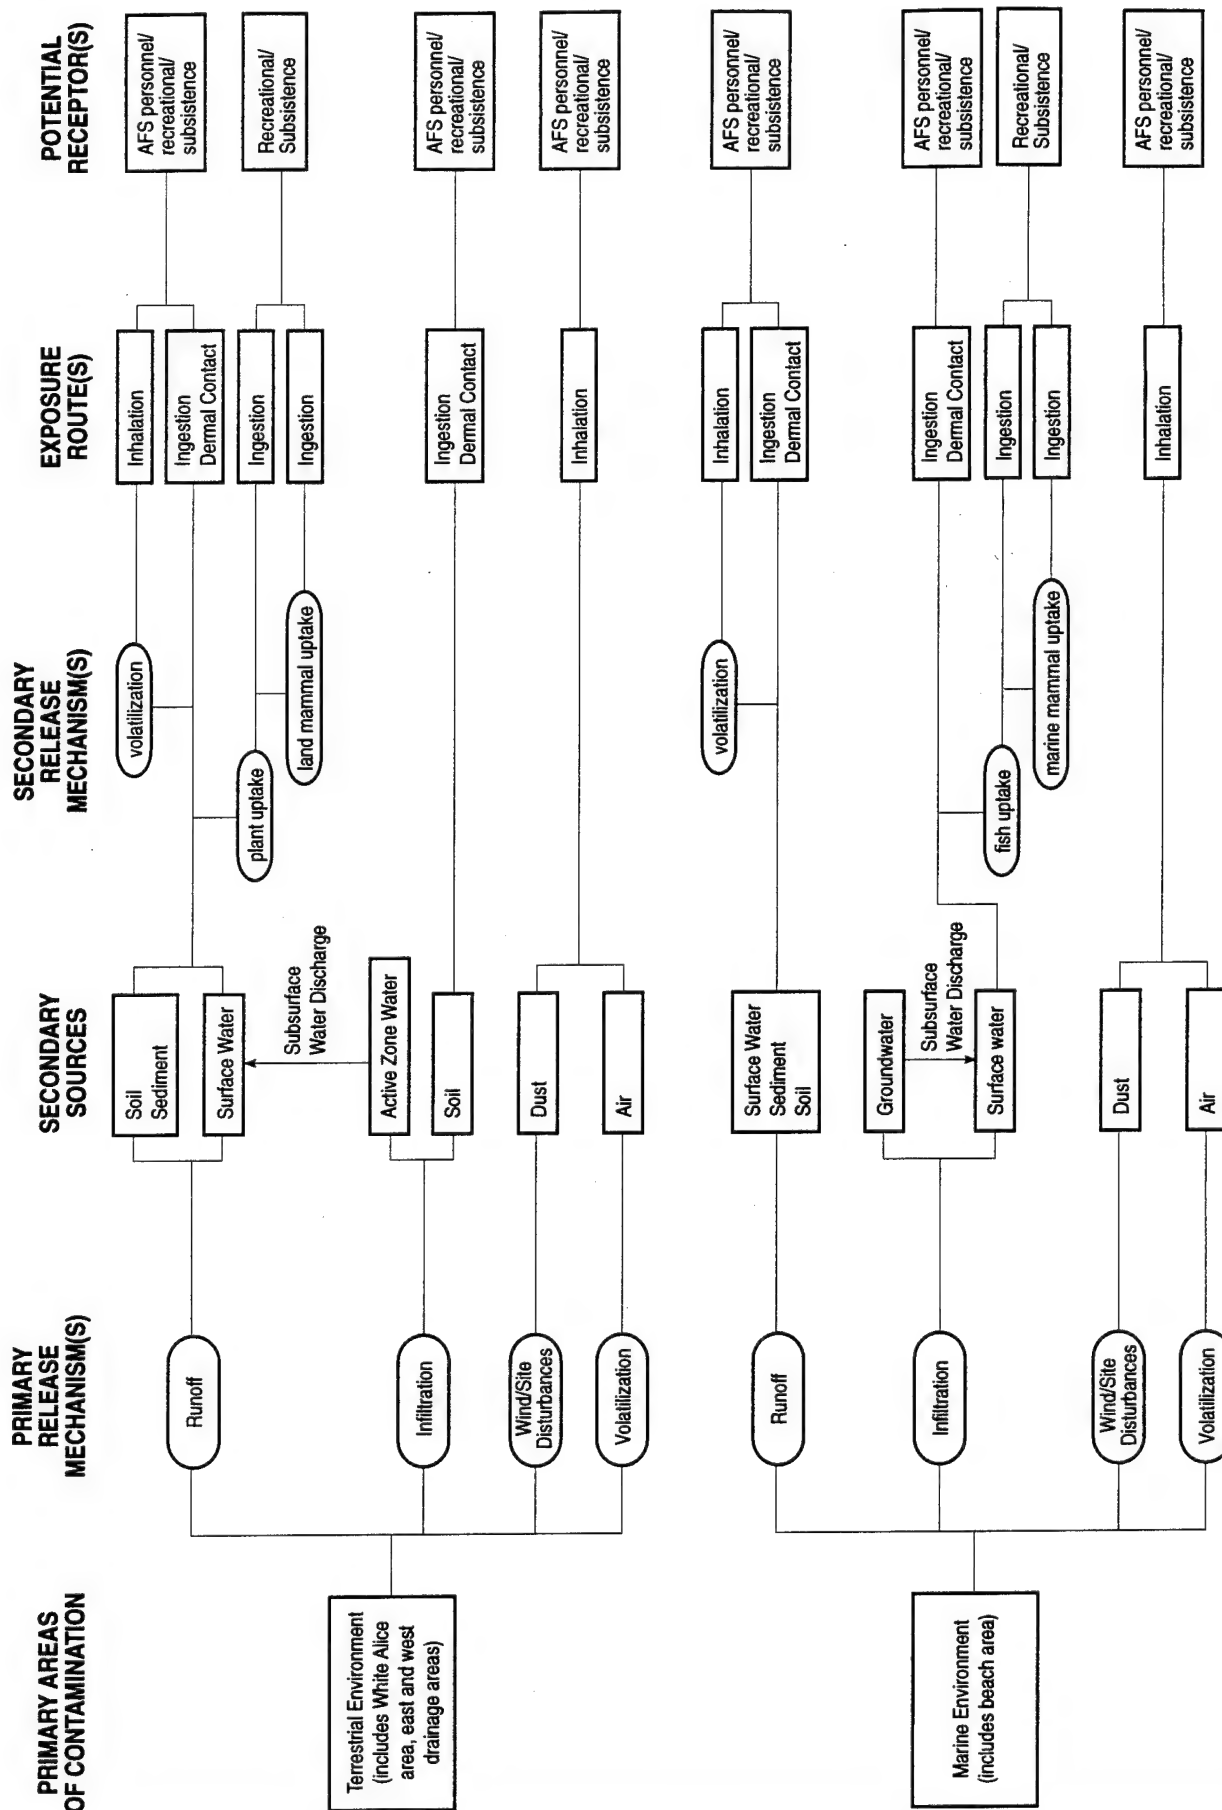 PRIMARY AREAS
OF CONTAMINATION
PRIMARY
RELEASE
MECHANISM(S)
SECONDARY
SOURCES
SECONDARY
RELEASE
MECHANISM(S)
EXPOSURE
ROUTE(S)
POTENTIAL
RECEPTOR(S)
Terrestrial Environment
(includes White Alice
area, east and west
drainage areas)
Runoff
Soil
Sediment
Surface Water
volatilization
plant uptake
land mammal uptake
Inhalation
Ingestion
Dermal Contact
Ingestion
Ingestion
AFS personnel/
recreational/
subsistence
Recreational/
Subsistence
Subsurface
Water Discharge
Infiltration
Active Zone Water
Soil
Ingestion
Dermal Contact
AFS personnel/
recreational/
subsistence
Wind/Site
Disturbances
Dust
Volatilization
Air
Inhalation
AFS personnel/
recreational/
subsistence
Marine Environment
(includes beach area)
Runoff
Surface Water
Sediment
Soil
volatilization
Inhalation
Ingestion
Dermal Contact
AFS personnel/
recreational/
subsistence
Infiltration
Groundwater
Subsurface
Water Discharge
Surface water
fish uptake
marine mammal uptake
Ingestion
Dermal Contact
Ingestion
Ingestion
AFS personnel/
recreational/
subsistence
Recreational/
Subsistence
Wind/Site
Disturbances
Dust
Volatilization
Air
Inhalation
AFS personnel/
recreational/
subsistence